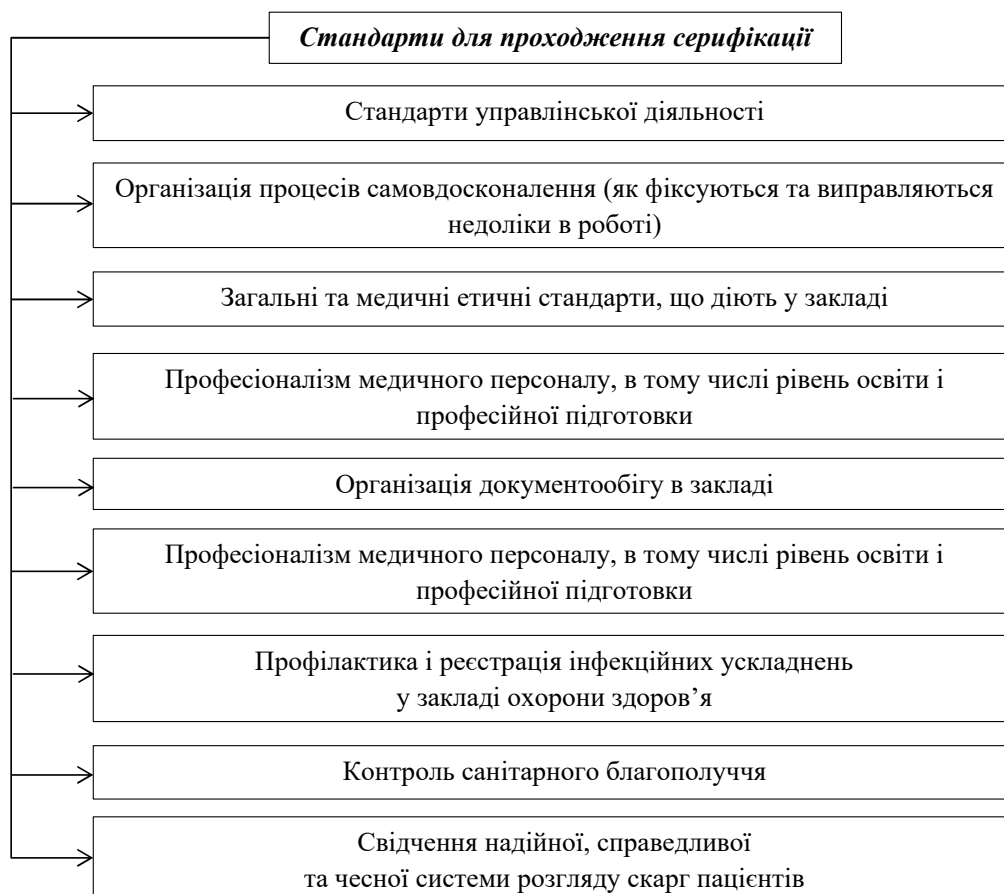 Стандарти для проходження серифікації
Стандарти управлінської діяльності
Організація процесів самовдосконалення (як фіксуються та виправляються
недоліки в роботі)
Загальні та медичні етичні стандарти, що діють у закладі
Професіоналізм медичного персоналу, в тому числі рівень освіти і
професійної підготовки
Організація документообігу в закладі
Професіоналізм медичного персоналу, в тому числі рівень освіти і
професійної підготовки
Профілактика і реєстрація інфекційних ускладнень
у закладі охорони здоров’я
Контроль санітарного благополуччя
Свідчення надійної, справедливої
та чесної системи розгляду скарг пацієнтів